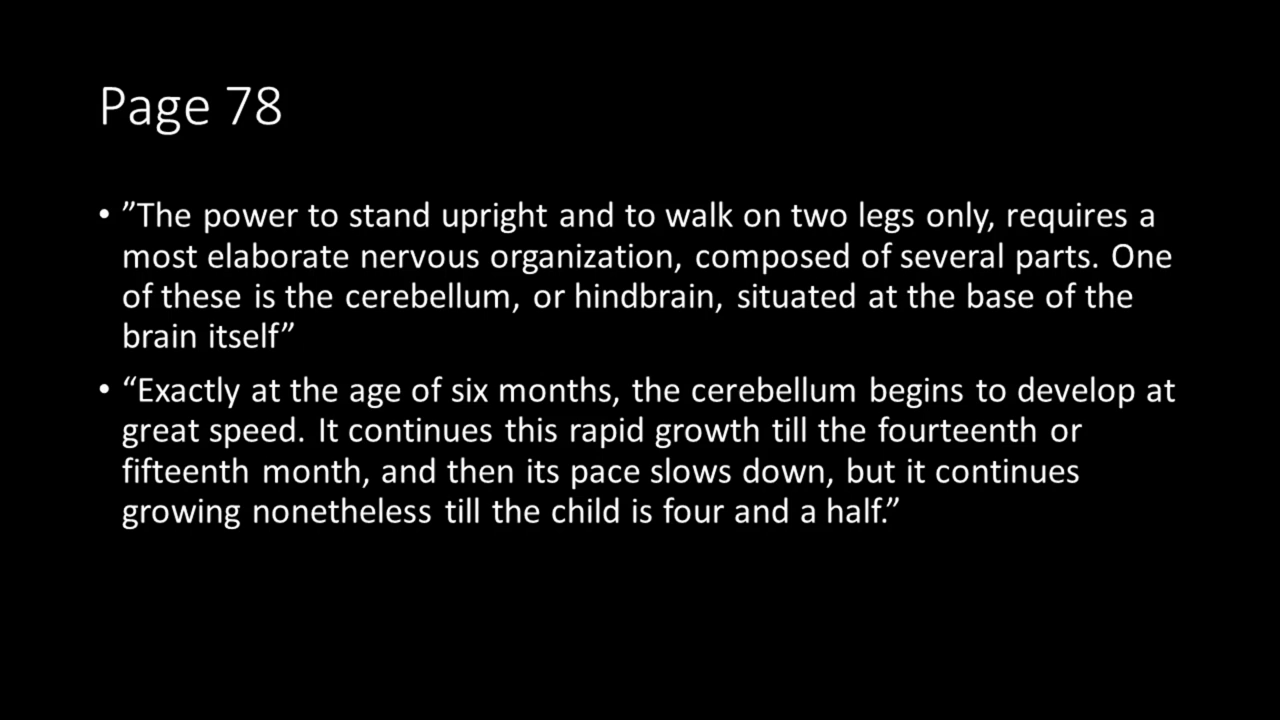 Page 78
• ”The power to stand upright and to walk on two legs only, requires a
most elaborate nervous organization, composed of several parts. One
of these is the cerebellum, or hindbrain, situated at the base of the
brain itself”
• “Exactly at the age of six months, the cerebellum begins to develop at
great speed. It continues this rapid growth till the fourteenth or
fifteenth month, and then its pace slows down, but it continues
growing nonetheless till the child is four and a half.”